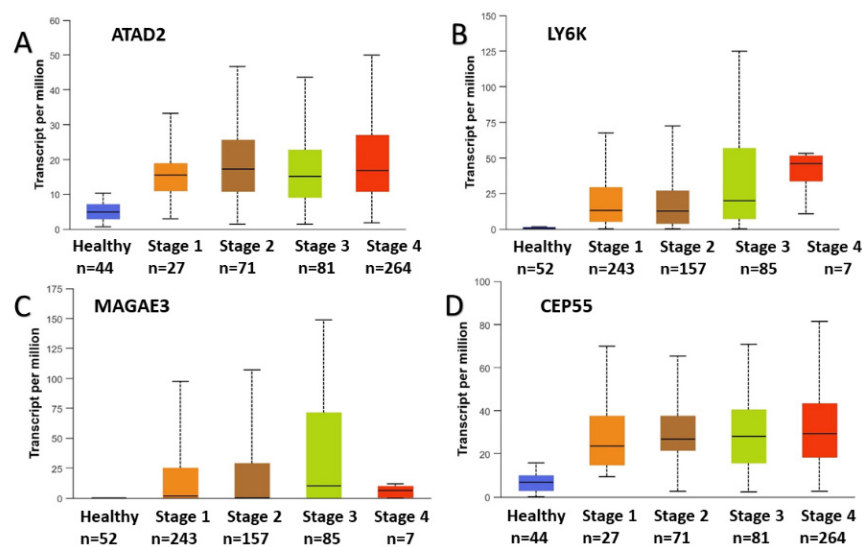 A
ATAD2
Transcript per million
60
50
40
30
20
10
0
Healthy Stage 1 Stage 2 Stage 3 Stage 4
n=44 n=27 n=71 n=81 n=264
B
LY6K
Transcript per million
150
125
100
75
50
25
0
Healthy Stage 1 Stage 2 Stage 3 Stage 4
n=52 n=243 n=157 n=85 n=7
C
MAGAE3
Transcript per million
175
150
125
100
75
50
25
0
Healthy Stage 1 Stage 2 Stage 3 Stage 4
n=52 n=243 n=157 n=85 n=7
D
CEP55
Transcript per million
100
80
60
40
20
0
Healthy Stage 1 Stage 2 Stage 3 Stage 4
n=44 n=27 n=71 n=81 n=264